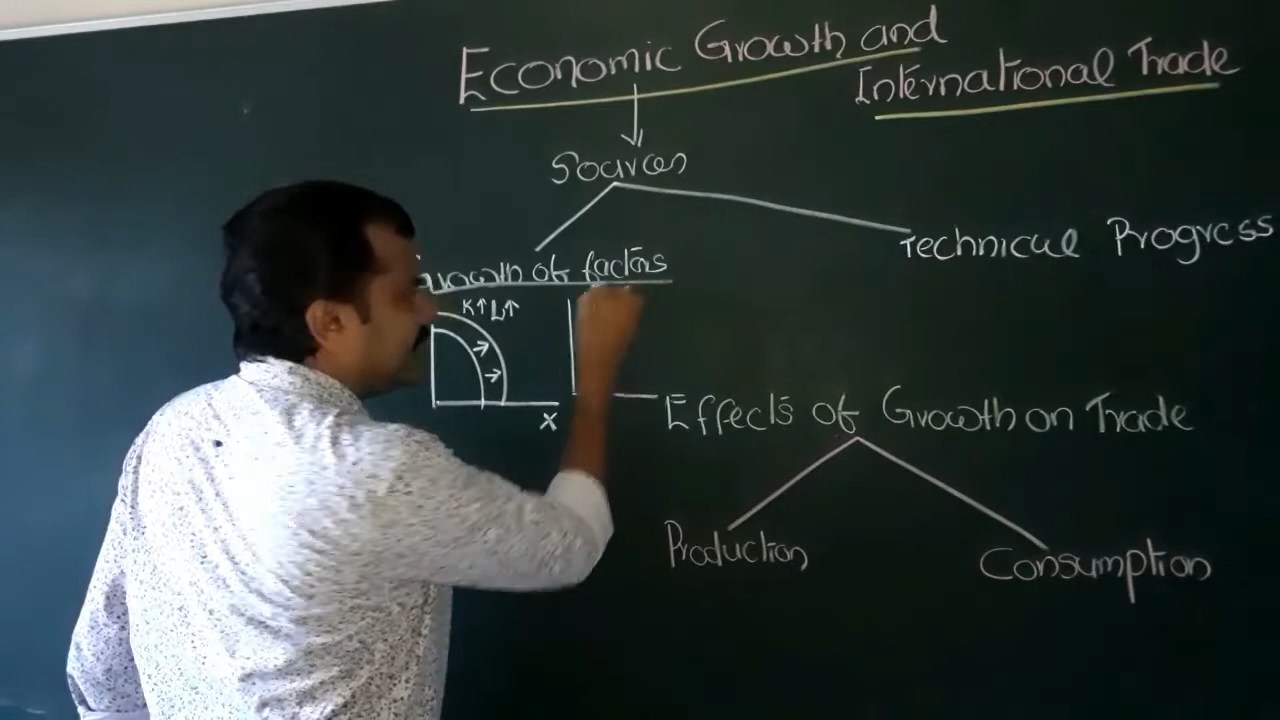 Economic Growth and
International Trade
Sources
Technical Progress
Growth of factors
K↑ L↑
X
Effects of Growth on Trade
Production
Consumption